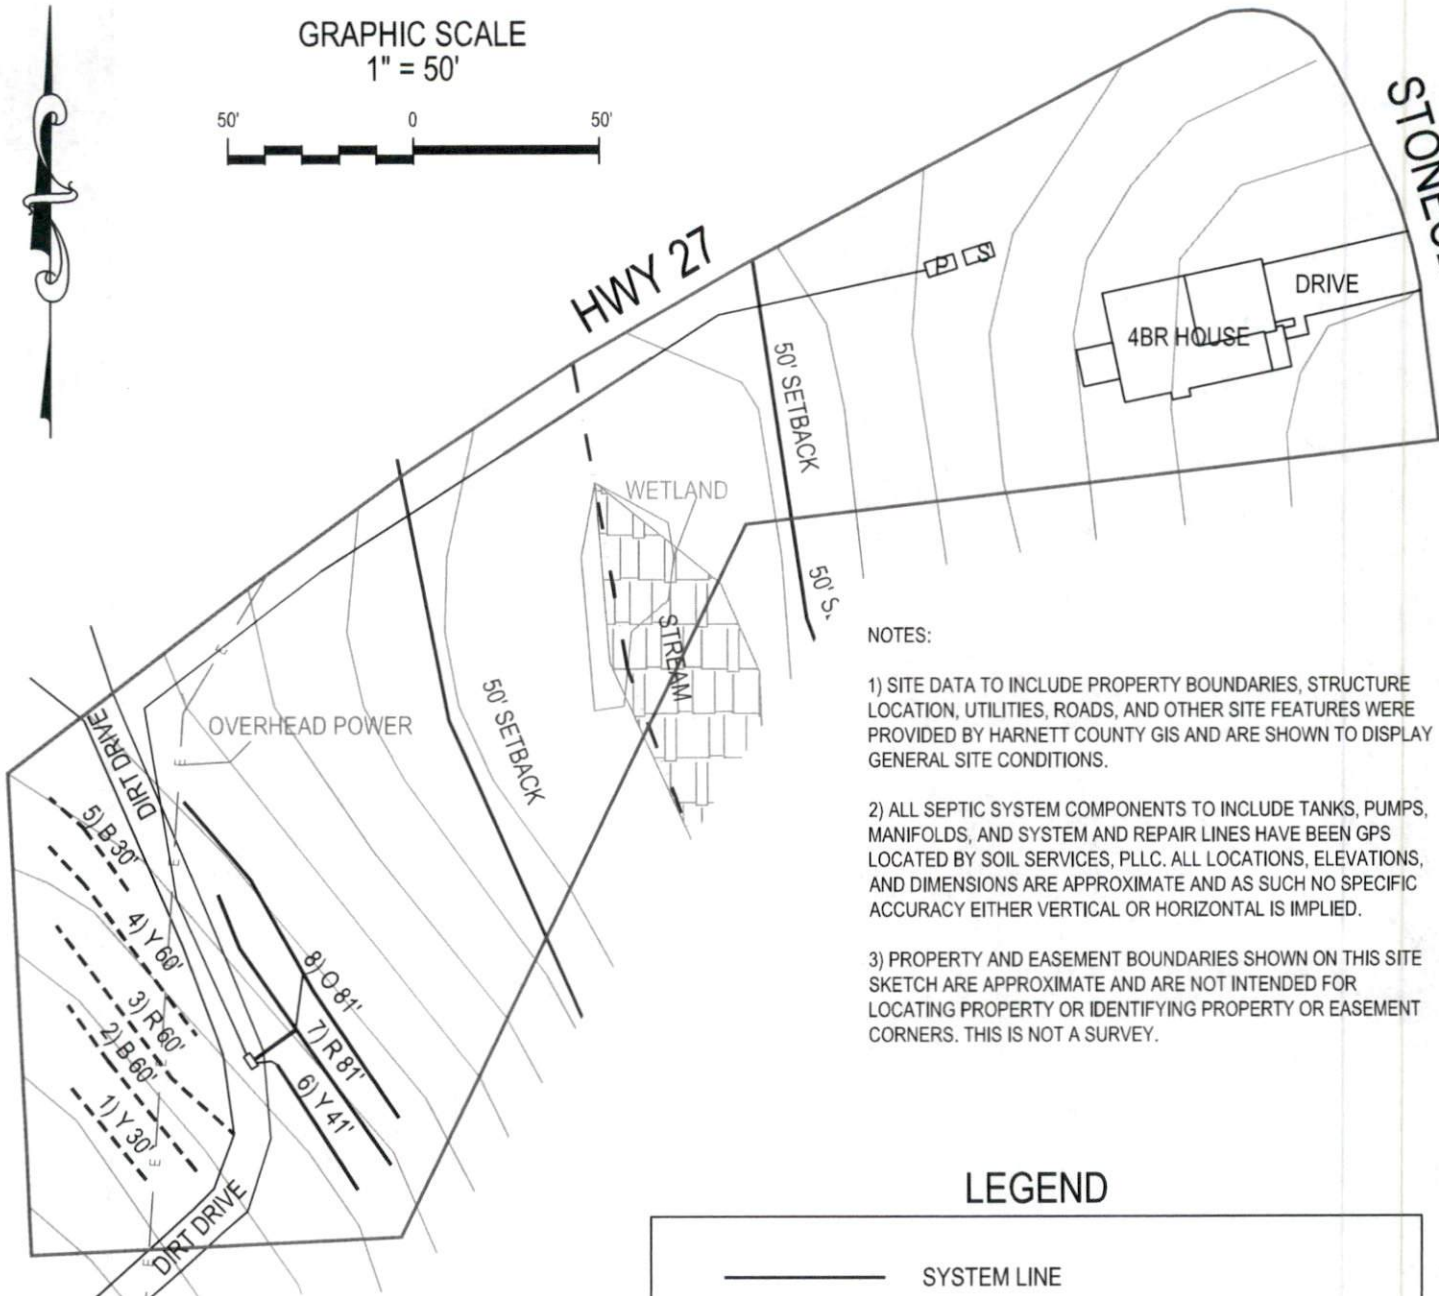 GRAPHIC SCALE
1" = 50'
50'
0
50'
HWY 27
P
S
DRIVE
4BR HOUSE
50' SETBACK
WETLAND
50' S
STREAM
50' SETBACK
OVERHEAD POWER
E
E
E
E
E
E
DIRT DRIVE
5) B 30'
4) Y 60'
3) R 60'
2) B 60'
1) Y 30'
8) O 81'
7) R 81'
6) Y 41'
DIRT DRIVE
NOTES:
1) SITE DATA TO INCLUDE PROPERTY BOUNDARIES, STRUCTURE
LOCATION, UTILITIES, ROADS, AND OTHER SITE FEATURES WERE
PROVIDED BY HARNETT COUNTY GIS AND ARE SHOWN TO DISPLAY
GENERAL SITE CONDITIONS.
2) ALL SEPTIC SYSTEM COMPONENTS TO INCLUDE TANKS, PUMPS,
MANIFOLDS, AND SYSTEM AND REPAIR LINES HAVE BEEN GPS
LOCATED BY SOIL SERVICES, PLLC. ALL LOCATIONS, ELEVATIONS,
AND DIMENSIONS ARE APPROXIMATE AND AS SUCH NO SPECIFIC
ACCURACY EITHER VERTICAL OR HORIZONTAL IS IMPLIED.
3) PROPERTY AND EASEMENT BOUNDARIES SHOWN ON THIS SITE
SKETCH ARE APPROXIMATE AND ARE NOT INTENDED FOR
LOCATING PROPERTY OR IDENTIFYING PROPERTY OR EASEMENT
CORNERS. THIS IS NOT A SURVEY.
LEGEND
SYSTEM LINE